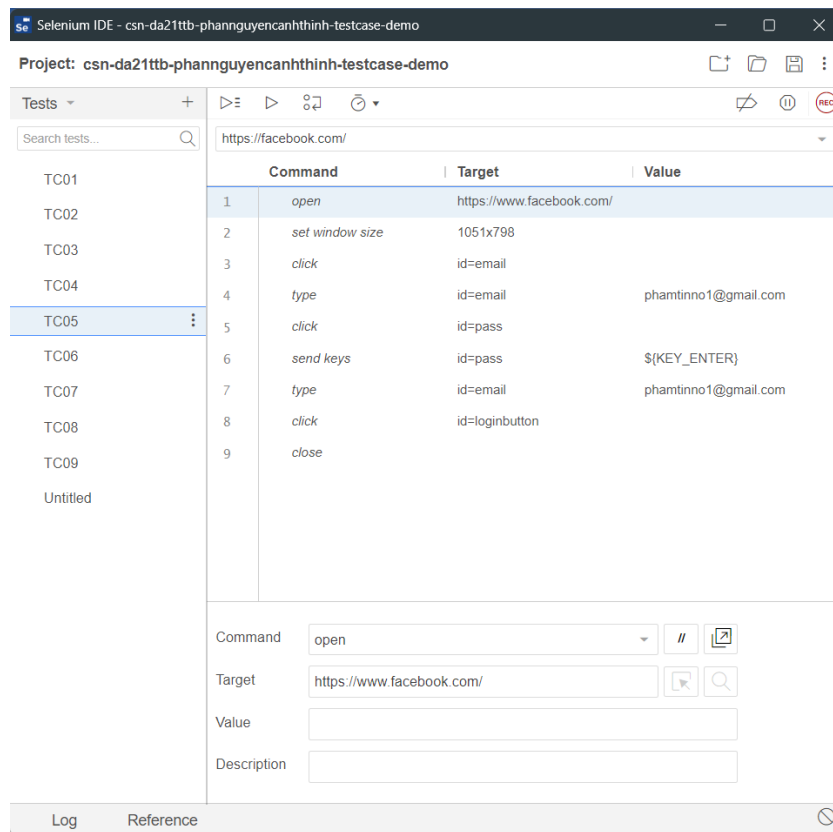 Se Selenium IDE - csn-da21ttb-phannguyencanhthinh-testcase-demo
Project: csn-da21ttb-phannguyencanhthinh-testcase-demo
Tests
REC
Search tests...
https://facebook.com/
Command Target Value
TC01
TC02
TC03
TC04
TC05
TC06
TC07
TC08
TC09
Untitled
1 open https://www.facebook.com/
2 set window size 1051x798
3 click id=email
4 type id=email phamtinno1@gmail.com
5 click id=pass
6 send keys id=pass ${KEY_ENTER}
7 type id=email phamtinno1@gmail.com
8 click id=loginbutton
9 close
Command open //
Target https://www.facebook.com/
Value
Description
Log Reference